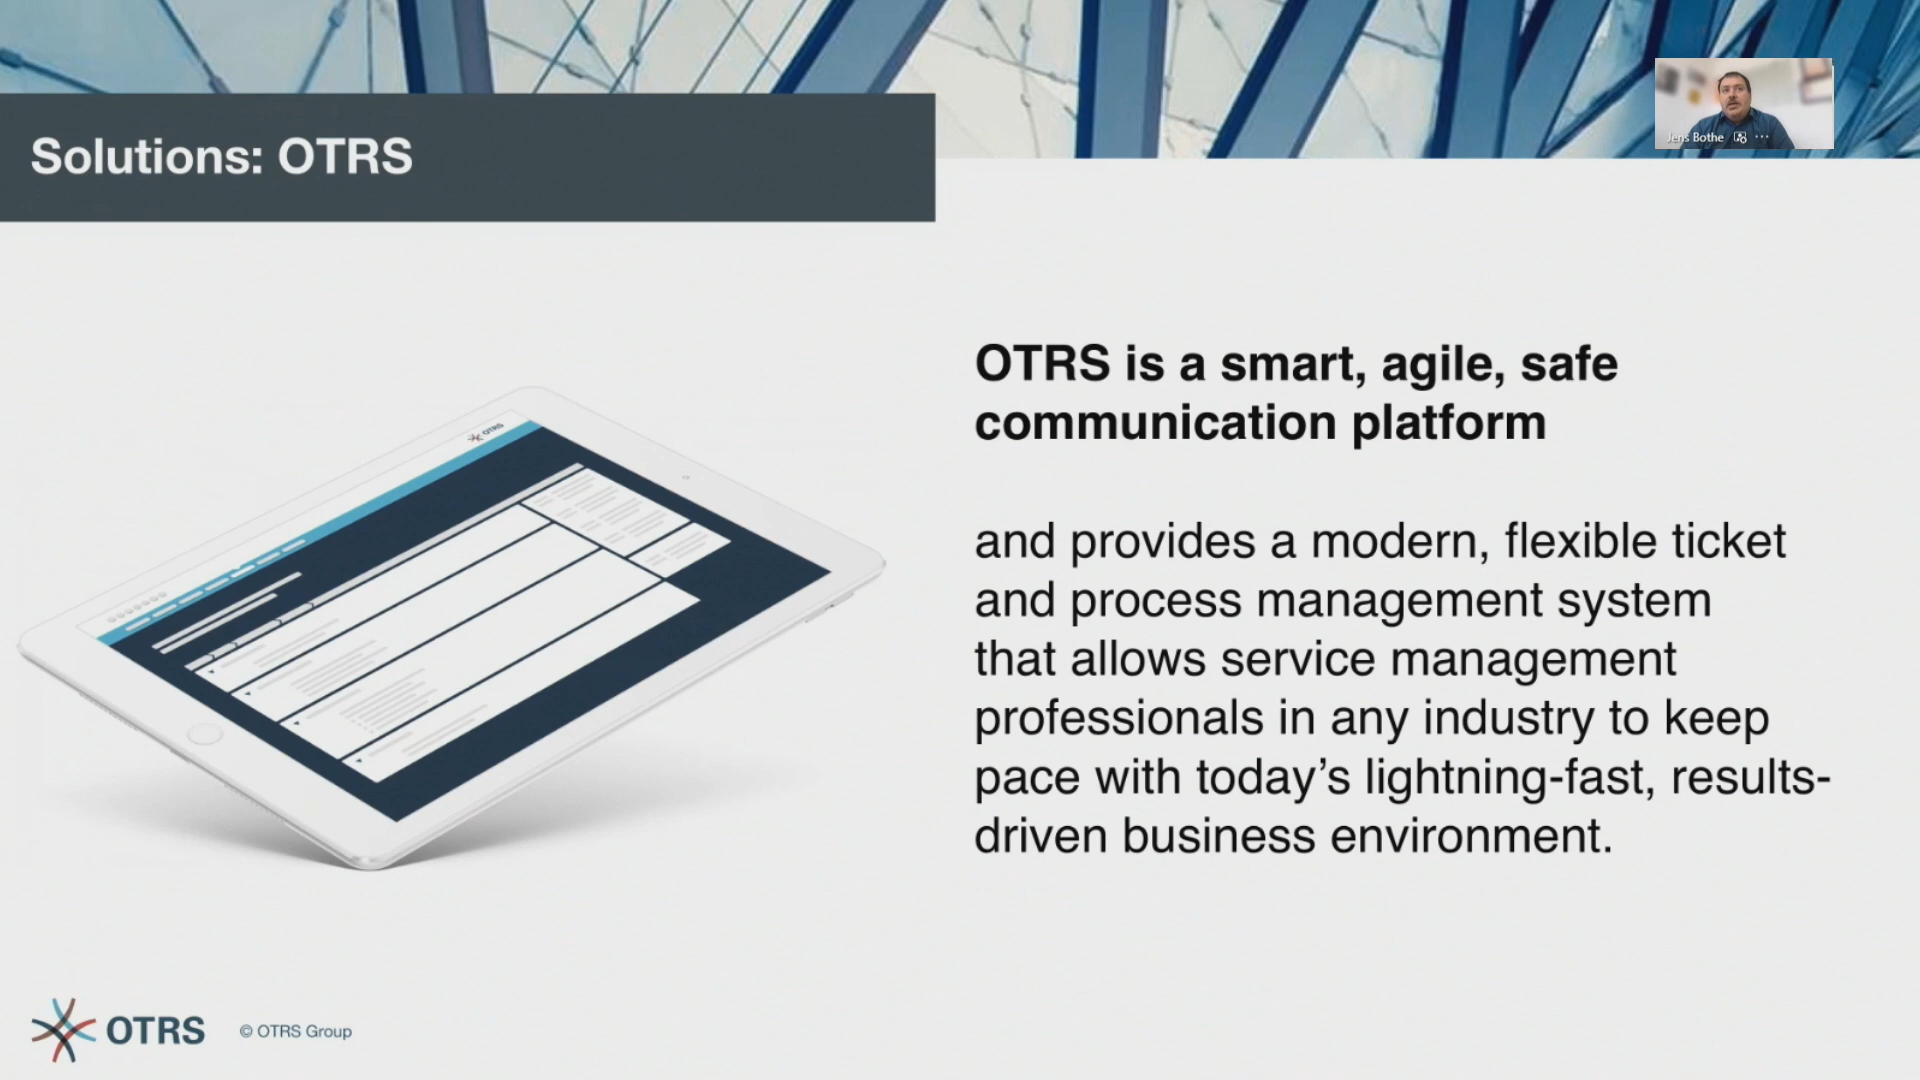 Solutions: OTRS
Jens Bothe
OTRS
OTRS is a smart, agile, safe
communication platform
and provides a modern, flexible ticket
and process management system
that allows service management
professionals in any industry to keep
pace with today’s lightning-fast, results-
driven business environment.
OTRS
© OTRS Group